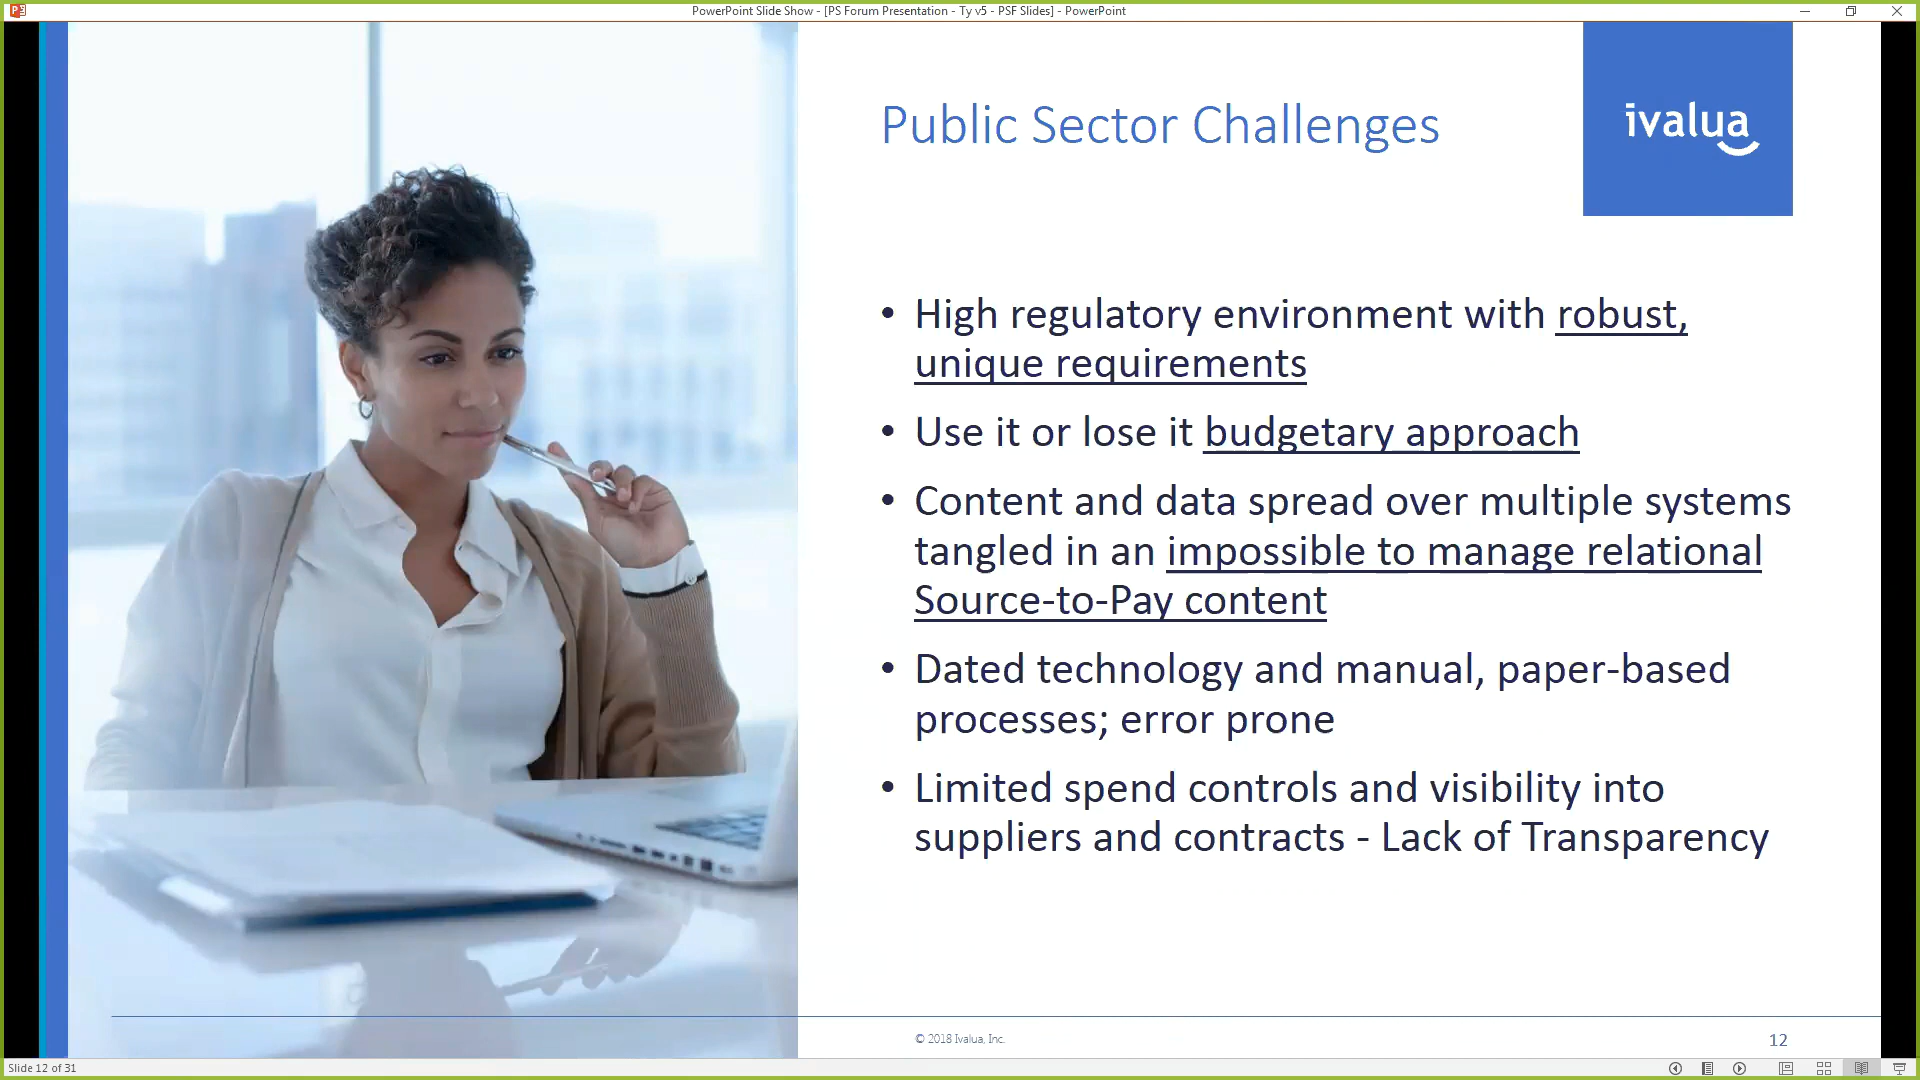 PowerPoint Slide Show - [PS Forum Presentation - Ty v5 - PSF Slides] - PowerPoint
Public Sector Challenges
ivalua
• High regulatory environment with robust,
unique requirements
• Use it or lose it budgetary approach
• Content and data spread over multiple systems
tangled in an impossible to manage relational
Source-to-Pay content
• Dated technology and manual, paper-based
processes; error prone
• Limited spend controls and visibility into
suppliers and contracts - Lack of Transparency
© 2018 Ivalua, Inc.
12
Slide 12 of 31